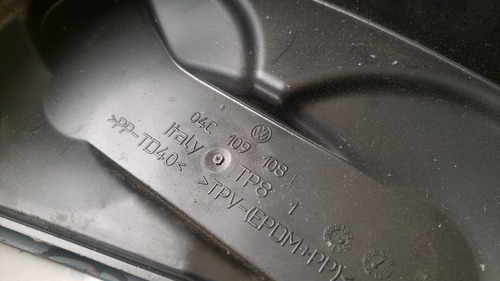 04C 109 108 L
Italy TP8 1
>PP-TD40< >TPV-(EPDM+PP)<